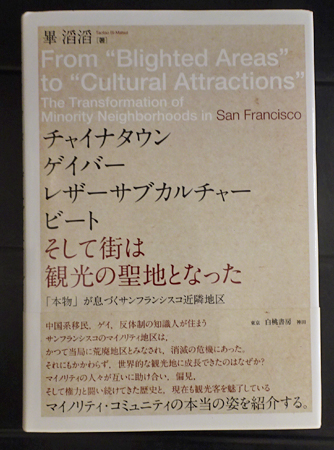 畢 滔滔［著］
From “Blighted Areas”
to “Cultural Attractions”
The Transformation of
Minority Neighborhoods in San Francisco
チャイナタウン
ゲイバー
レザーサブカルチャー
ビート
そして街は
観光の聖地となった
「本物」が息づくサンフランシスコ近隣地区
中国系移民，ゲイ，反体制の知識人が住まう
サンフランシスコのマイノリティ地区は，
かつて当局に荒廃地区とみなされ，消滅の危機にあった。
それにもかかわらず，世界的な観光地に成長できたのはなぜか？
マイノリティの人々が互いに助け合い，偏見，
そして権力と闘い続けてきた歴史と，現在も観光客を魅了している
マイノリティ・コミュニティの本当の姿を紹介する。
東京 白桃書房 神田